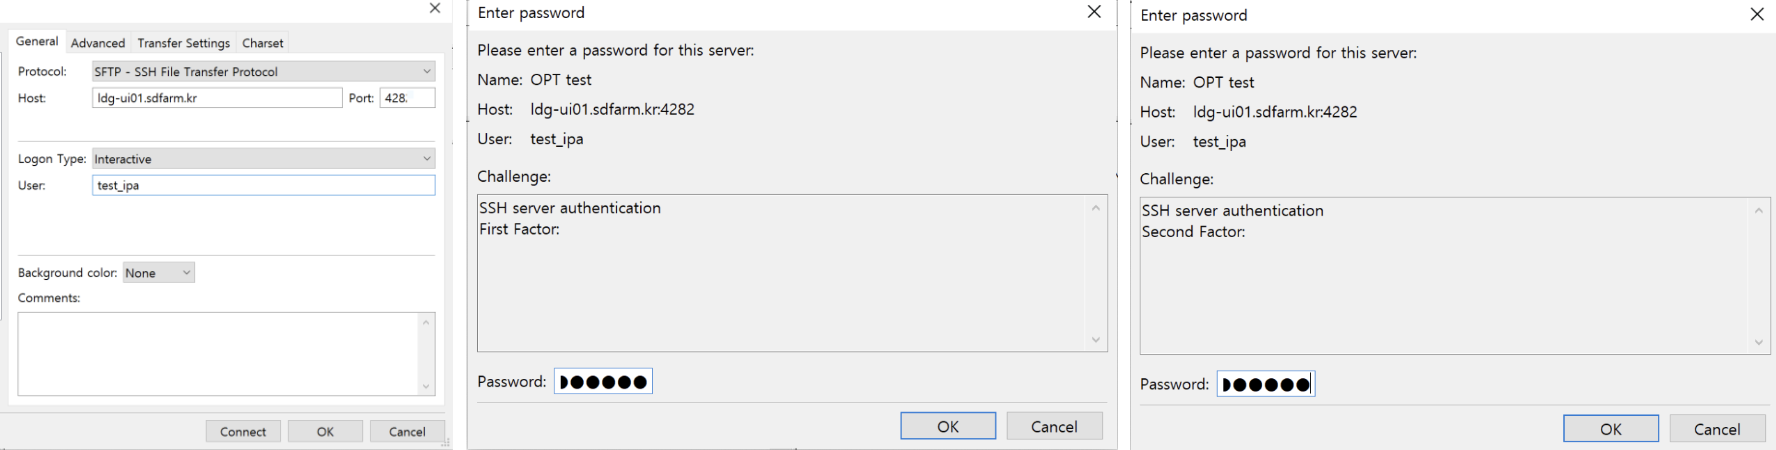 General Advanced Transfer Settings Charset
Protocol: SFTP - SSH File Transfer Protocol
Host: ldg-ui01.sdfarm.kr Port: 428
Logon Type: Interactive
User: test_ipa
Background color: None
Comments:
Connect OK Cancel
Enter password
Please enter a password for this server:
Name: OPT test
Host: ldg-ui01.sdfarm.kr:4282
User: test_ipa
Challenge:
SSH server authentication
First Factor:
Password: ●●●●●●
OK Cancel
Enter password
Please enter a password for this server:
Name: OPT test
Host: ldg-ui01.sdfarm.kr:4282
User: test_ipa
Challenge:
SSH server authentication
Second Factor:
Password: ●●●●●●
OK Cancel